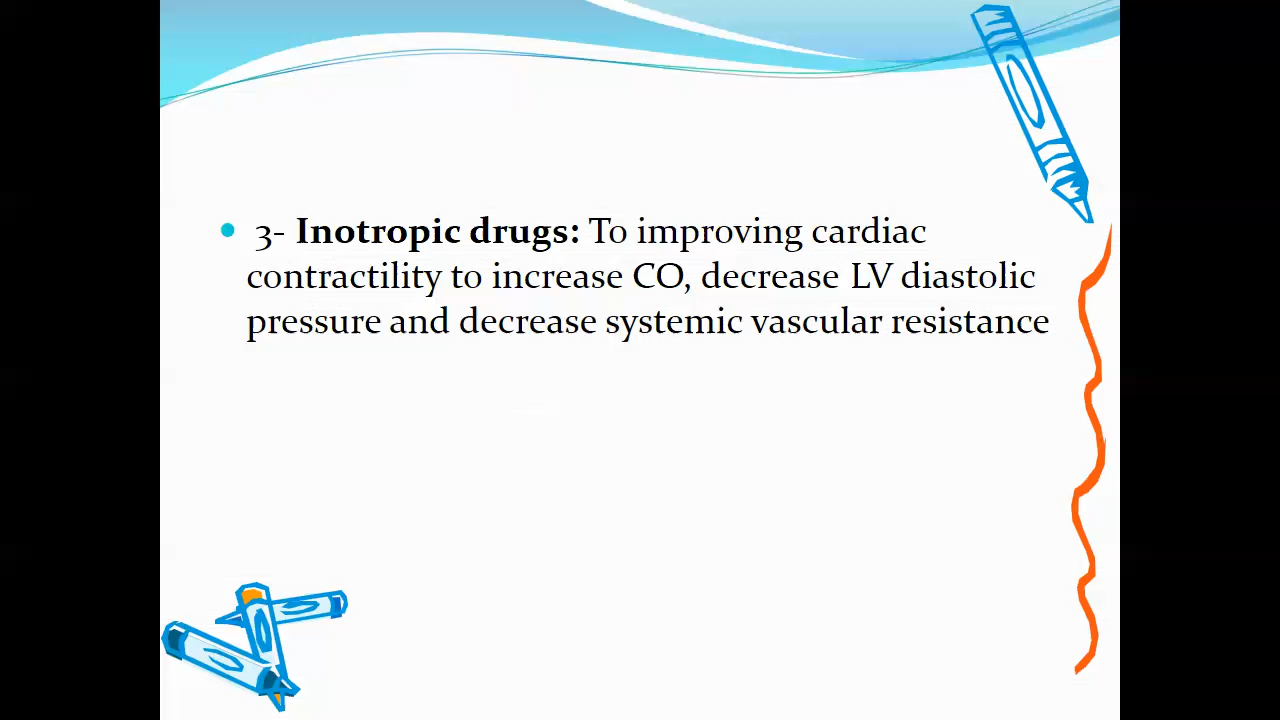 • 3- Inotropic drugs: To improving cardiac
contractility to increase CO, decrease LV diastolic
pressure and decrease systemic vascular resistance